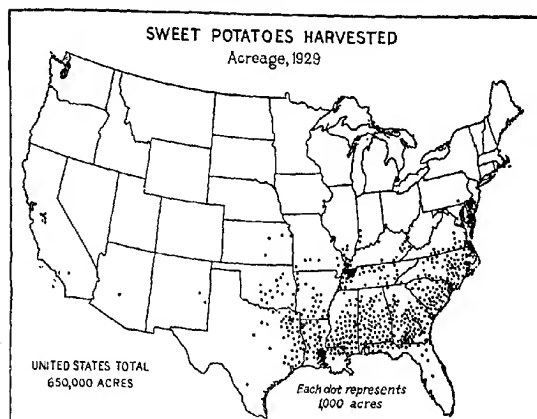 SWEET POTATOES HARVESTED
Acreage, 1929
UNITED STATES TOTAL
650,000 ACRES
Each dot represents
1,000 acres